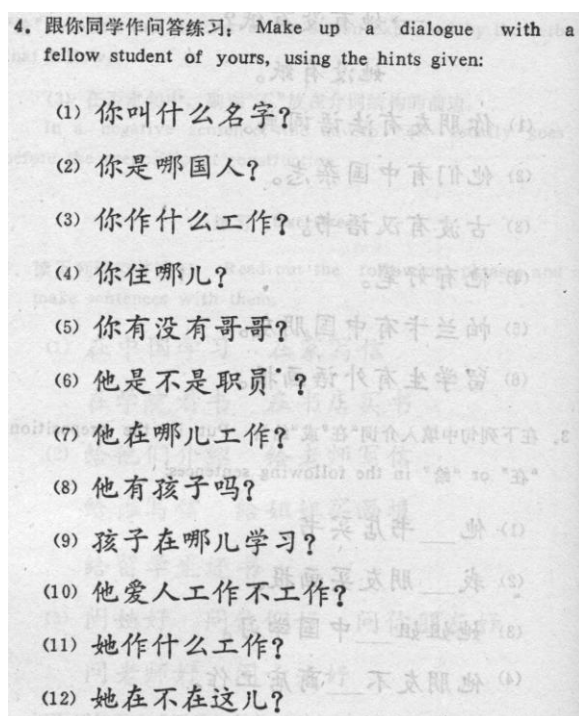 4. 跟你同学作问答练习: Make up a dialogue with a
fellow student of yours, using the hints given:
(1) 你叫什么名字?
(2) 你是哪国人?
(3) 你作什么工作?
(4) 你住哪儿?
(5) 你有没有哥哥?
(6) 他是不是职员?
(7) 他在哪儿工作?
(8) 他有孩子吗?
(9) 孩子在哪儿学习?
(10) 他爱人工作不工作?
(11) 她作什么工作?
(12) 她在不在这儿?